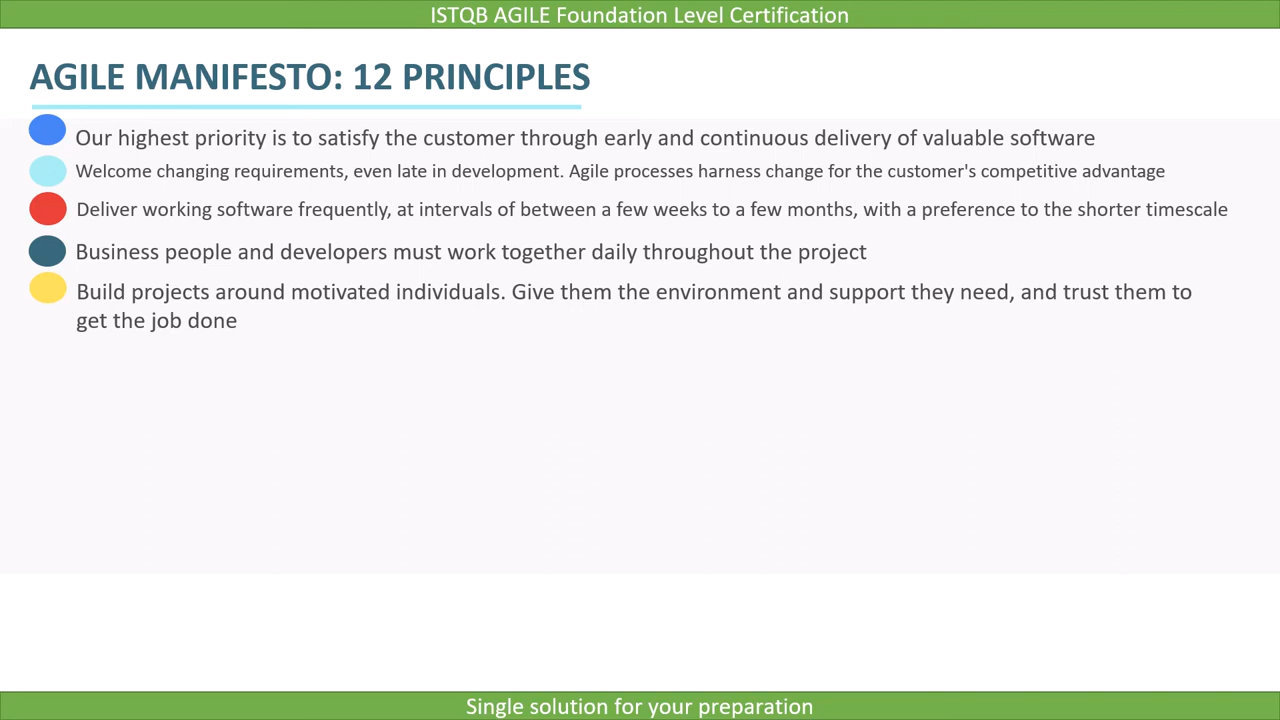 ISTQB AGILE Foundation Level Certification
AGILE MANIFESTO: 12 PRINCIPLES
Our highest priority is to satisfy the customer through early and continuous delivery of valuable software
Welcome changing requirements, even late in development. Agile processes harness change for the customer's competitive advantage
Deliver working software frequently, at intervals of between a few weeks to a few months, with a preference to the shorter timescale
Business people and developers must work together daily throughout the project
Build projects around motivated individuals. Give them the environment and support they need, and trust them to
get the job done
Single solution for your preparation